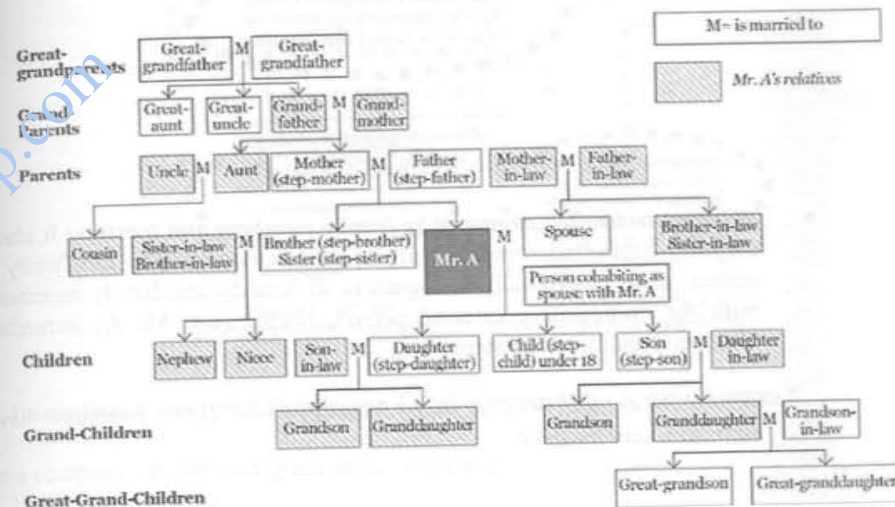 M= is married to
Mr. A's relatives
Great-
grandparents
Great-
grandfather
M
Great-
grandfather
Grand-
Parents
Great-
aunt
Great-
uncle
Grand-
father
M
Grand-
mother
Parents
Uncle
M
Aunt
Mother
(step-mother)
M
Father
(step-father)
Mother-
in-law
M
Father-
in-law
Cousin
Sister-in-law
Brother-in-law
M
Brother (step-brother)
Sister (step-sister)
Mr. A
M
Spouse
Brother-in-law
Sister-in-law
Person cohabiting as
spouse with Mr. A
Children
Nephew
Niece
Son-
in-law
M
Daughter
(step-daughter)
Child (step-
child) under 18
Son
(step-son)
M
Daughter
in-law
Grand-Children
Grandson
Granddaughter
Grandson
Granddaughter
M
Grandson-
in-law
Great-Grand-Children
Great-grandson
Great-granddaughter
p.com